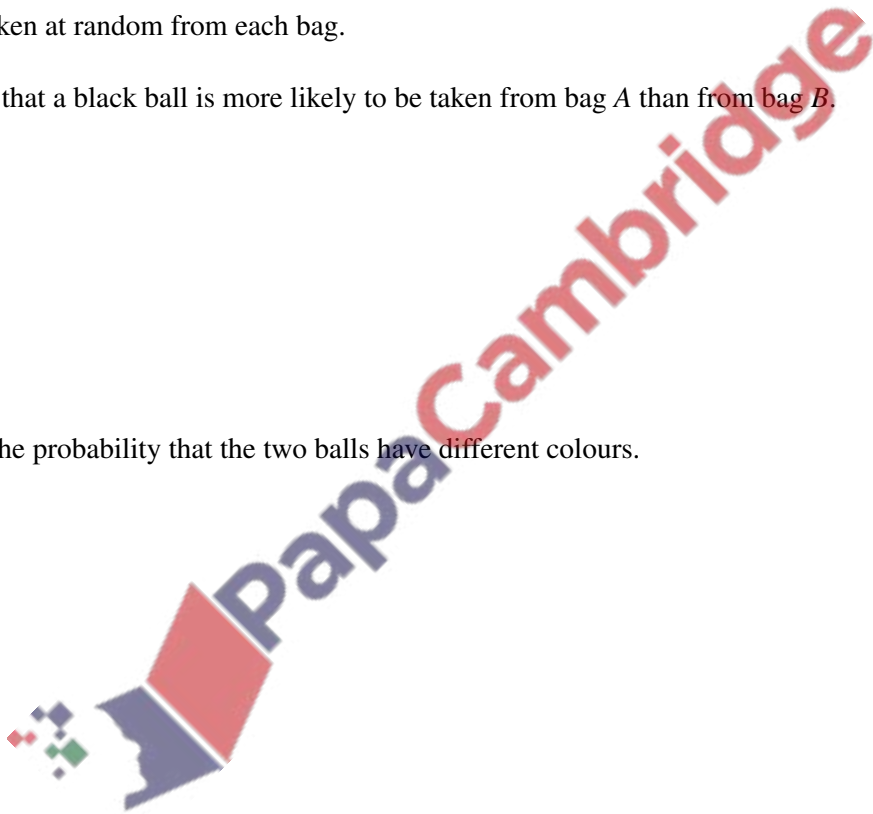 ken at random from each bag.
that a black ball is more likely to be taken from bag A than from bag B.
he probability that the two balls have different colours.
PapaCambridge